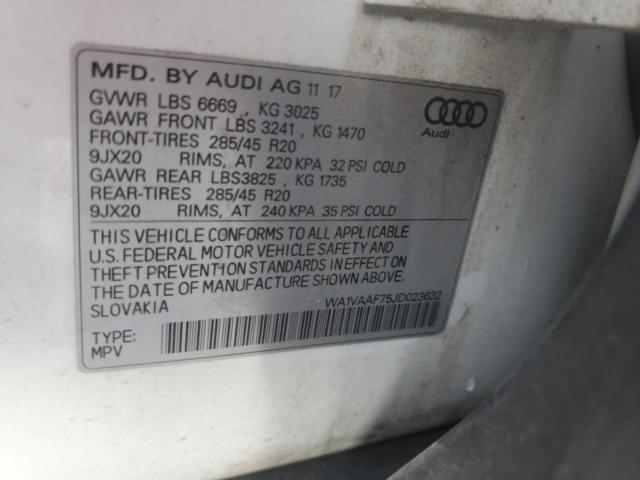 MFD. BY AUDI AG 11 17
GVWR LBS 6669 , KG 3025
GAWR FRONT LBS 3241 , KG 1470
FRONT-TIRES 285/45 R20
9JX20 RIMS, AT 220 KPA 32 PSI COLD
GAWR REAR LBS3825 , KG 1735
REAR-TIRES 285/45 R20
9JX20 RIMS, AT 240 KPA 35 PSI COLD
Audi
THIS VEHICLE CONFORMS TO ALL APPLICABLE
U.S. FEDERAL MOTOR VEHICLE SAFETY AND
THEFT PREVENTION STANDARDS IN EFFECT ON
THE DATE OF MANUFACTURE SHOWN ABOVE.
SLOVAKIA
WA1VAAF75JD023632
TYPE:
MPV